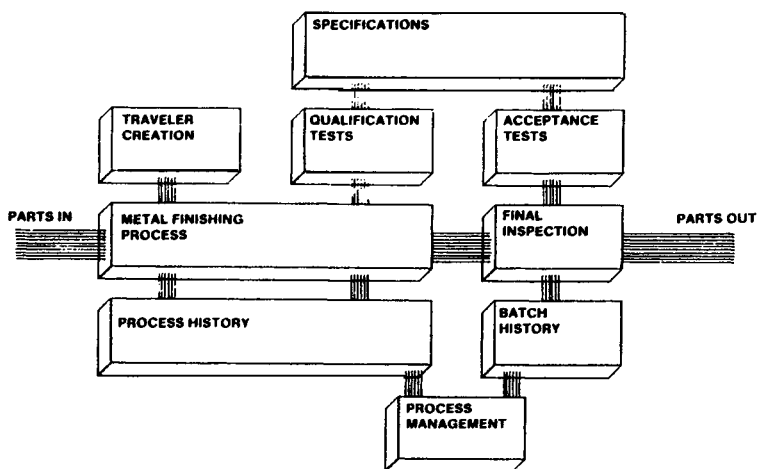 SPECIFICATIONS
TRAVELER
CREATION
QUALIFICATION
TESTS
ACCEPTANCE
TESTS
PARTS IN
METAL FINISHING
PROCESS
FINAL
INSPECTION
PARTS OUT
PROCESS HISTORY
BATCH
HISTORY
PROCESS
MANAGEMENT